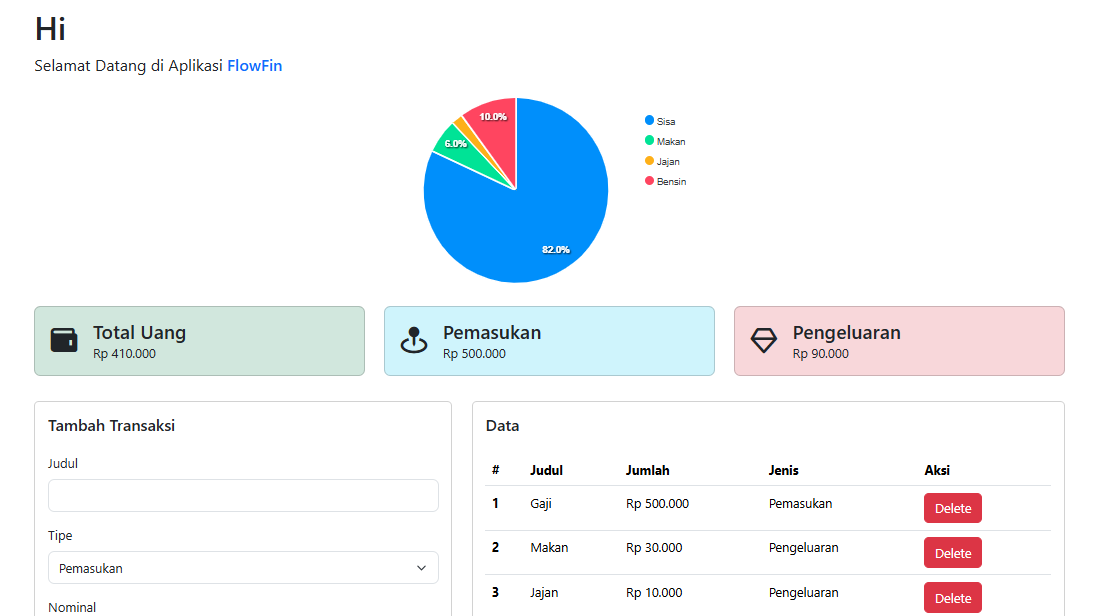 Hi
Selamat Datang di Aplikasi FlowFin
10.0%
6.0%
82.0%
Sisa
Makan
Jajan
Bensin
Total Uang
Rp 410.000
Pemasukan
Rp 500.000
Pengeluaran
Rp 90.000
Tambah Transaksi
Judul
Tipe
Pemasukan
Nominal
Data
# Judul Jumlah Jenis Aksi
1 Gaji Rp 500.000 Pemasukan Delete
2 Makan Rp 30.000 Pengeluaran Delete
3 Jajan Rp 10.000 Pengeluaran Delete